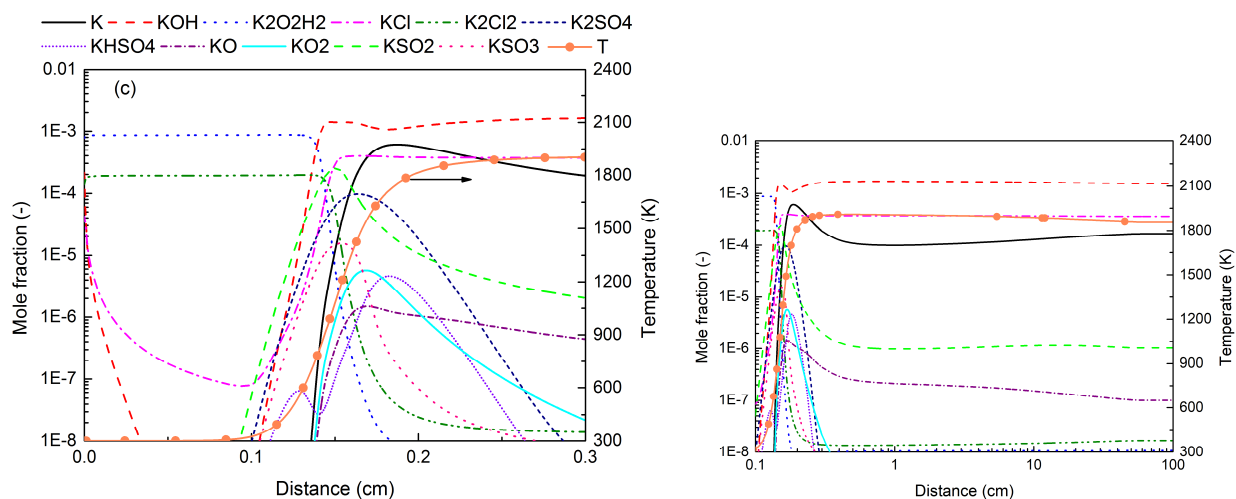 K KOH K2O2H2 KCl K2Cl2 K2SO4
KHSO4 KO KO2 KSO2 KSO3 T
(c)
0.01
1E-3
1E-4
1E-5
1E-6
1E-7
1E-8
Mole fraction (-)
0.0 0.1 0.2 0.3
Distance (cm)
2400
2100
1800
1500
1200
900
600
300
Temperature (K)
0.01
1E-3
1E-4
1E-5
1E-6
1E-7
1E-8
Mole fraction (-)
0.1 1 10 100
Distance (cm)
2400
2100
1800
1500
1200
900
600
300
Temperature (K)